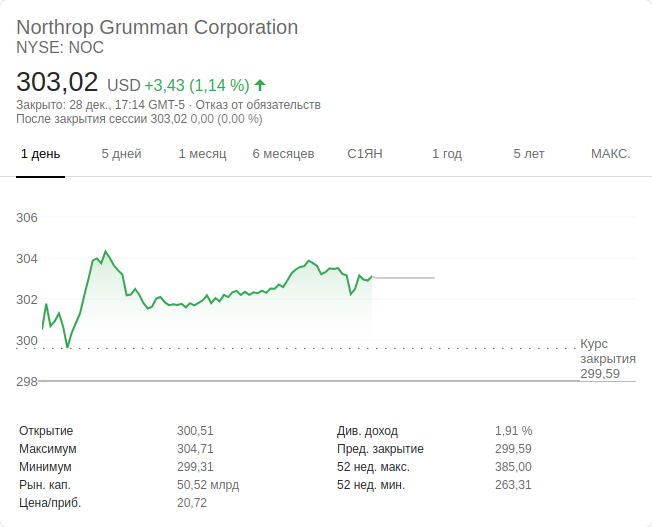 Northrop Grumman Corporation
NYSE: NOC
303,02 USD +3,43 (1,14 %)
Закрыто: 28 дек., 17:14 GMT-5 · Отказ от обязательств
После закрытия сессии 303,02 0,00 (0,00 %)
1 день 5 дней 1 месяц 6 месяцев С1ЯН 1 год 5 лет МАКС.
306
304
302
300
Курс
закрытия
299,59
298
Открытие 300,51 Див. доход 1,91 %
Максимум 304,71 Пред. закрытие 299,59
Минимум 299,31 52 нед. макс. 385,00
Рын. кап. 50,52 млрд 52 нед. мин. 263,31
Цена/приб. 20,72